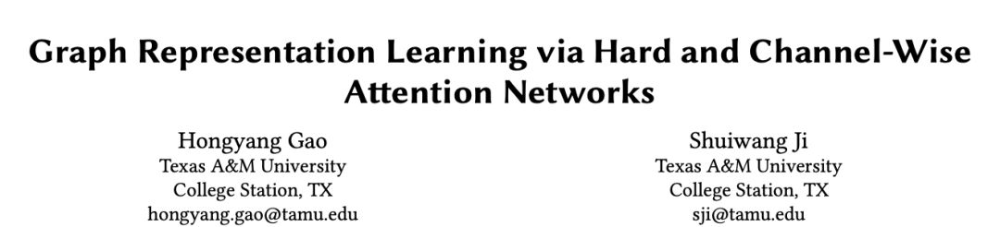 Graph Representation Learning via Hard and Channel-Wise
Attention Networks
Hongyang Gao
Texas A&M University
College Station, TX
hongyang.gao@tamu.edu
Shuiwang Ji
Texas A&M University
College Station, TX
sji@tamu.edu